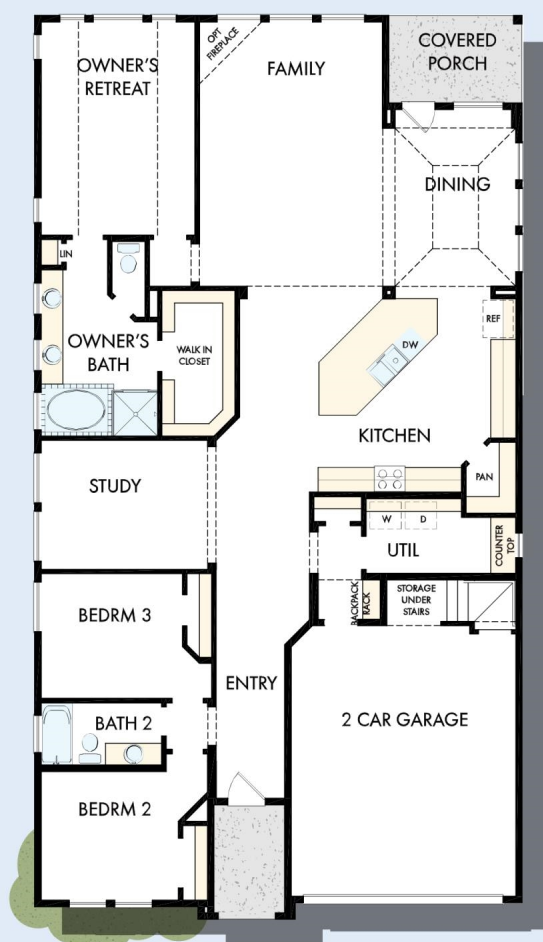 OWNER'S
RETREAT
OPT
FIREPLACE
FAMILY
COVERED
PORCH
DINING
LIN
OWNER'S
BATH
WALK IN
CLOSET
REF
DW
KITCHEN
PAN
STUDY
W
D
UTIL
COUNTER
TOP
BEDRM 3
BACKPACK
RACK
STORAGE
UNDER
STAIRS
ENTRY
BATH 2
2 CAR GARAGE
BEDRM 2